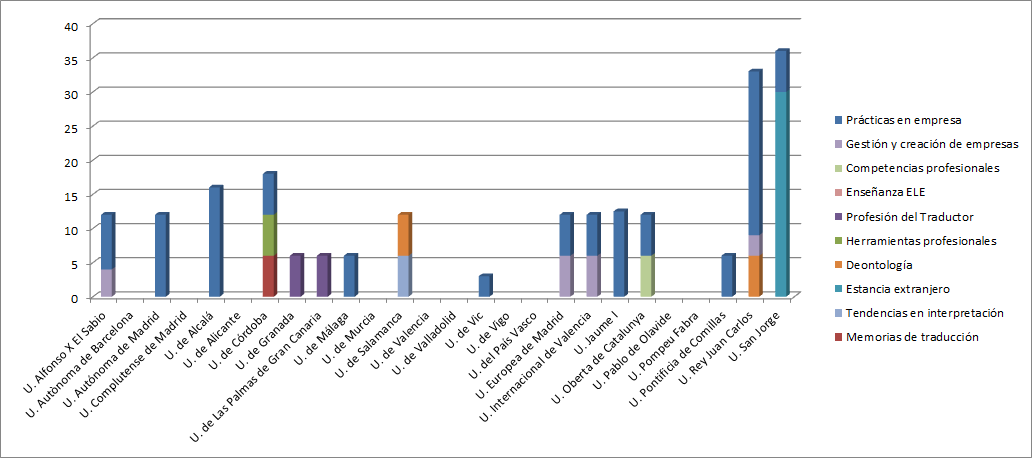 40
35
30
25
20
15
10
5
0
U. Alfonso X El Sabio
U. Autònoma de Barcelona
U. Autónoma de Madrid
U. Complutense de Madrid
U. de Alcalá
U. de Alicante
U. de Córdoba
U. de Granada
U. de Las Palmas de Gran Canaria
U. de Málaga
U. de Murcia
U. de Salamanca
U. de Valencia
U. de Valladolid
U. de Vic
U. de Vigo
U. del País Vasco
U. Europea de Madrid
U. Internacional de Valencia
U. Jaume I
U. Oberta de Catalunya
U. Pablo de Olavide
U. Pompeu Fabra
U. Pontificia de Comillas
U. Rey Juan Carlos
U. San Jorge
Prácticas en empresa
Gestión y creación de empresas
Competencias profesionales
Enseñanza ELE
Profesión del Traductor
Herramientas profesionales
Deontología
Estancia extranjero
Tendencias en interpretación
Memorias de traducción